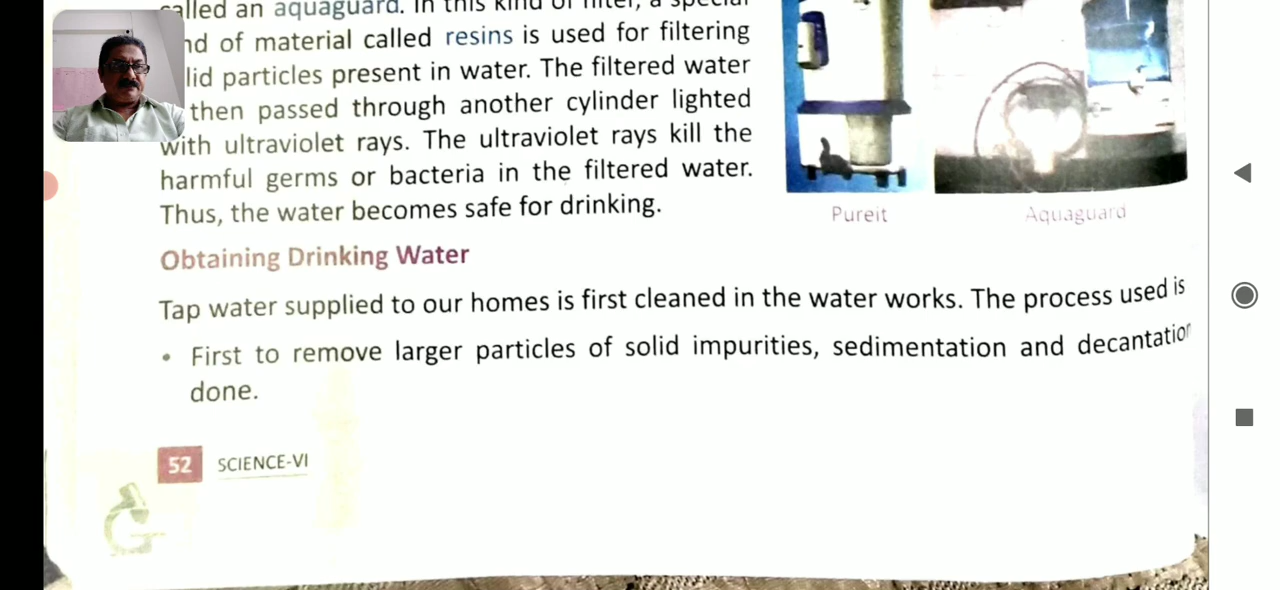 called an aquaguard. In this kind of filter, a special
of material called resins is used for filtering
particles present in water. The filtered water
then passed through another cylinder lighted
with ultraviolet rays. The ultraviolet rays kill the
harmful germs or bacteria in the filtered water.
Thus, the water becomes safe for drinking.
Pureit
Aquaguard
Obtaining Drinking Water
Tap water supplied to our homes is first cleaned in the water works. The process used is
• First to remove larger particles of solid impurities, sedimentation and decantation
done.
52 SCIENCE-VI